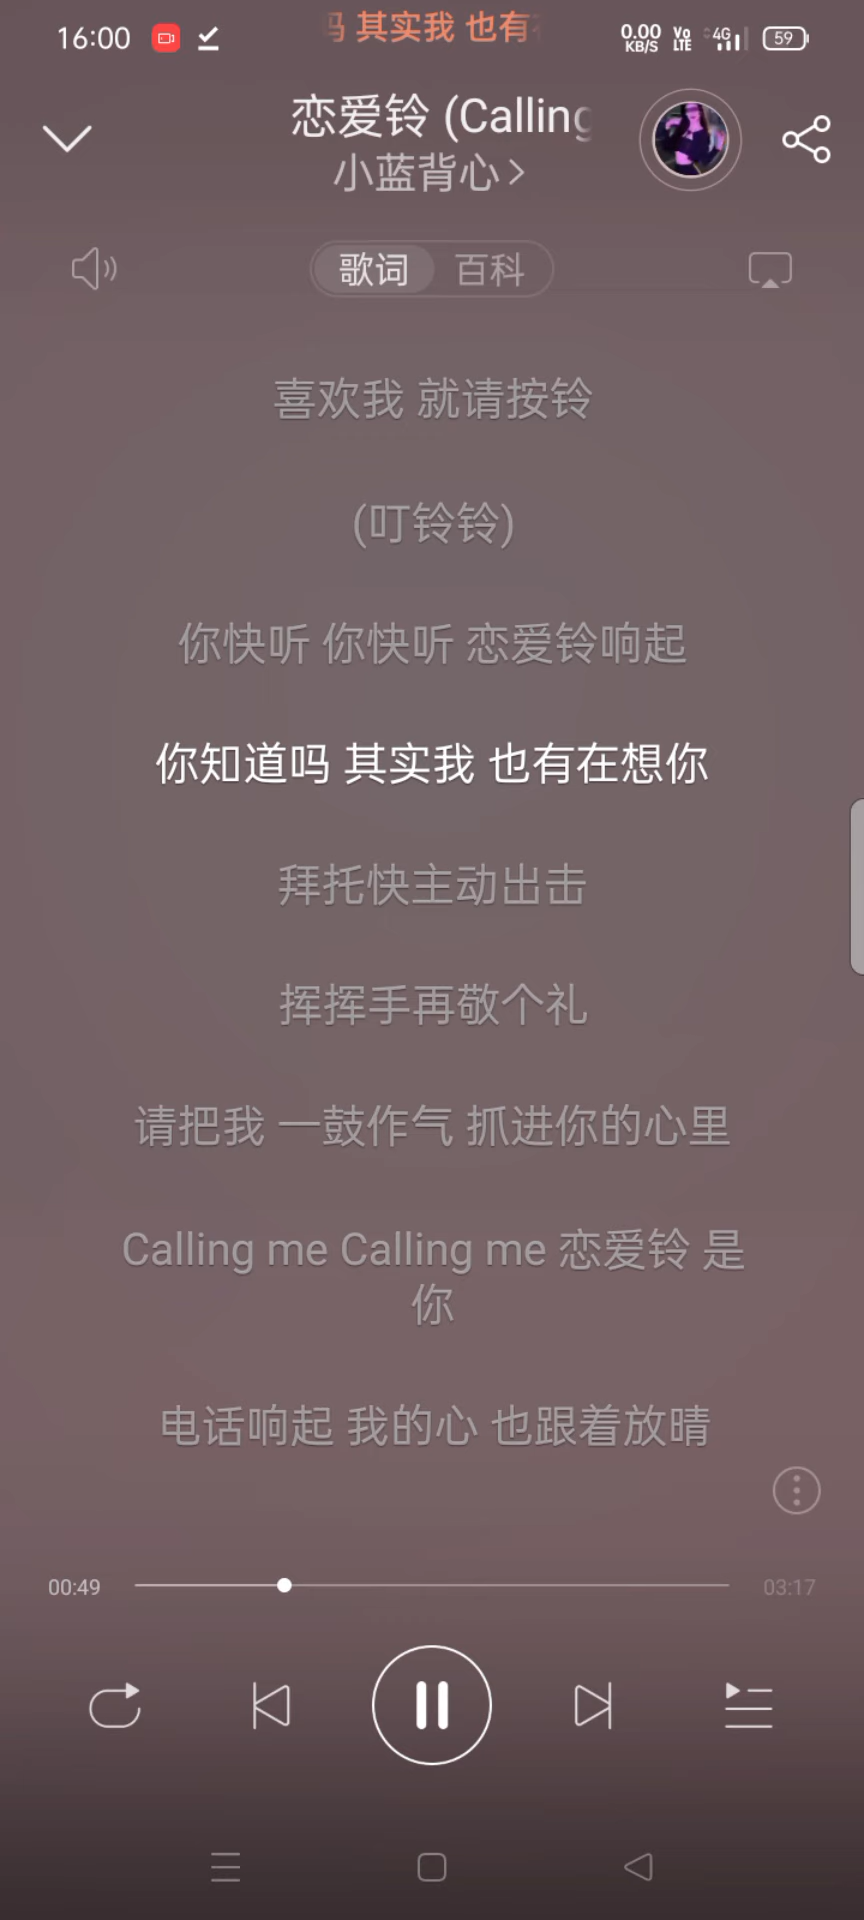 16:00
吗 其实我 也有在
0.00
KB/S
Vo
LTE
4G
59
恋爱铃 (Calling
小蓝背心
歌词 百科
喜欢我 就请按铃
(叮铃铃)
你快听 你快听 恋爱铃响起
你知道吗 其实我 也有在想你
拜托快主动出击
挥挥手再敬个礼
请把我 一鼓作气 抓进你的心里
Calling me Calling me 恋爱铃 是
你
电话响起 我的心 也跟着放晴
00:49
03:17